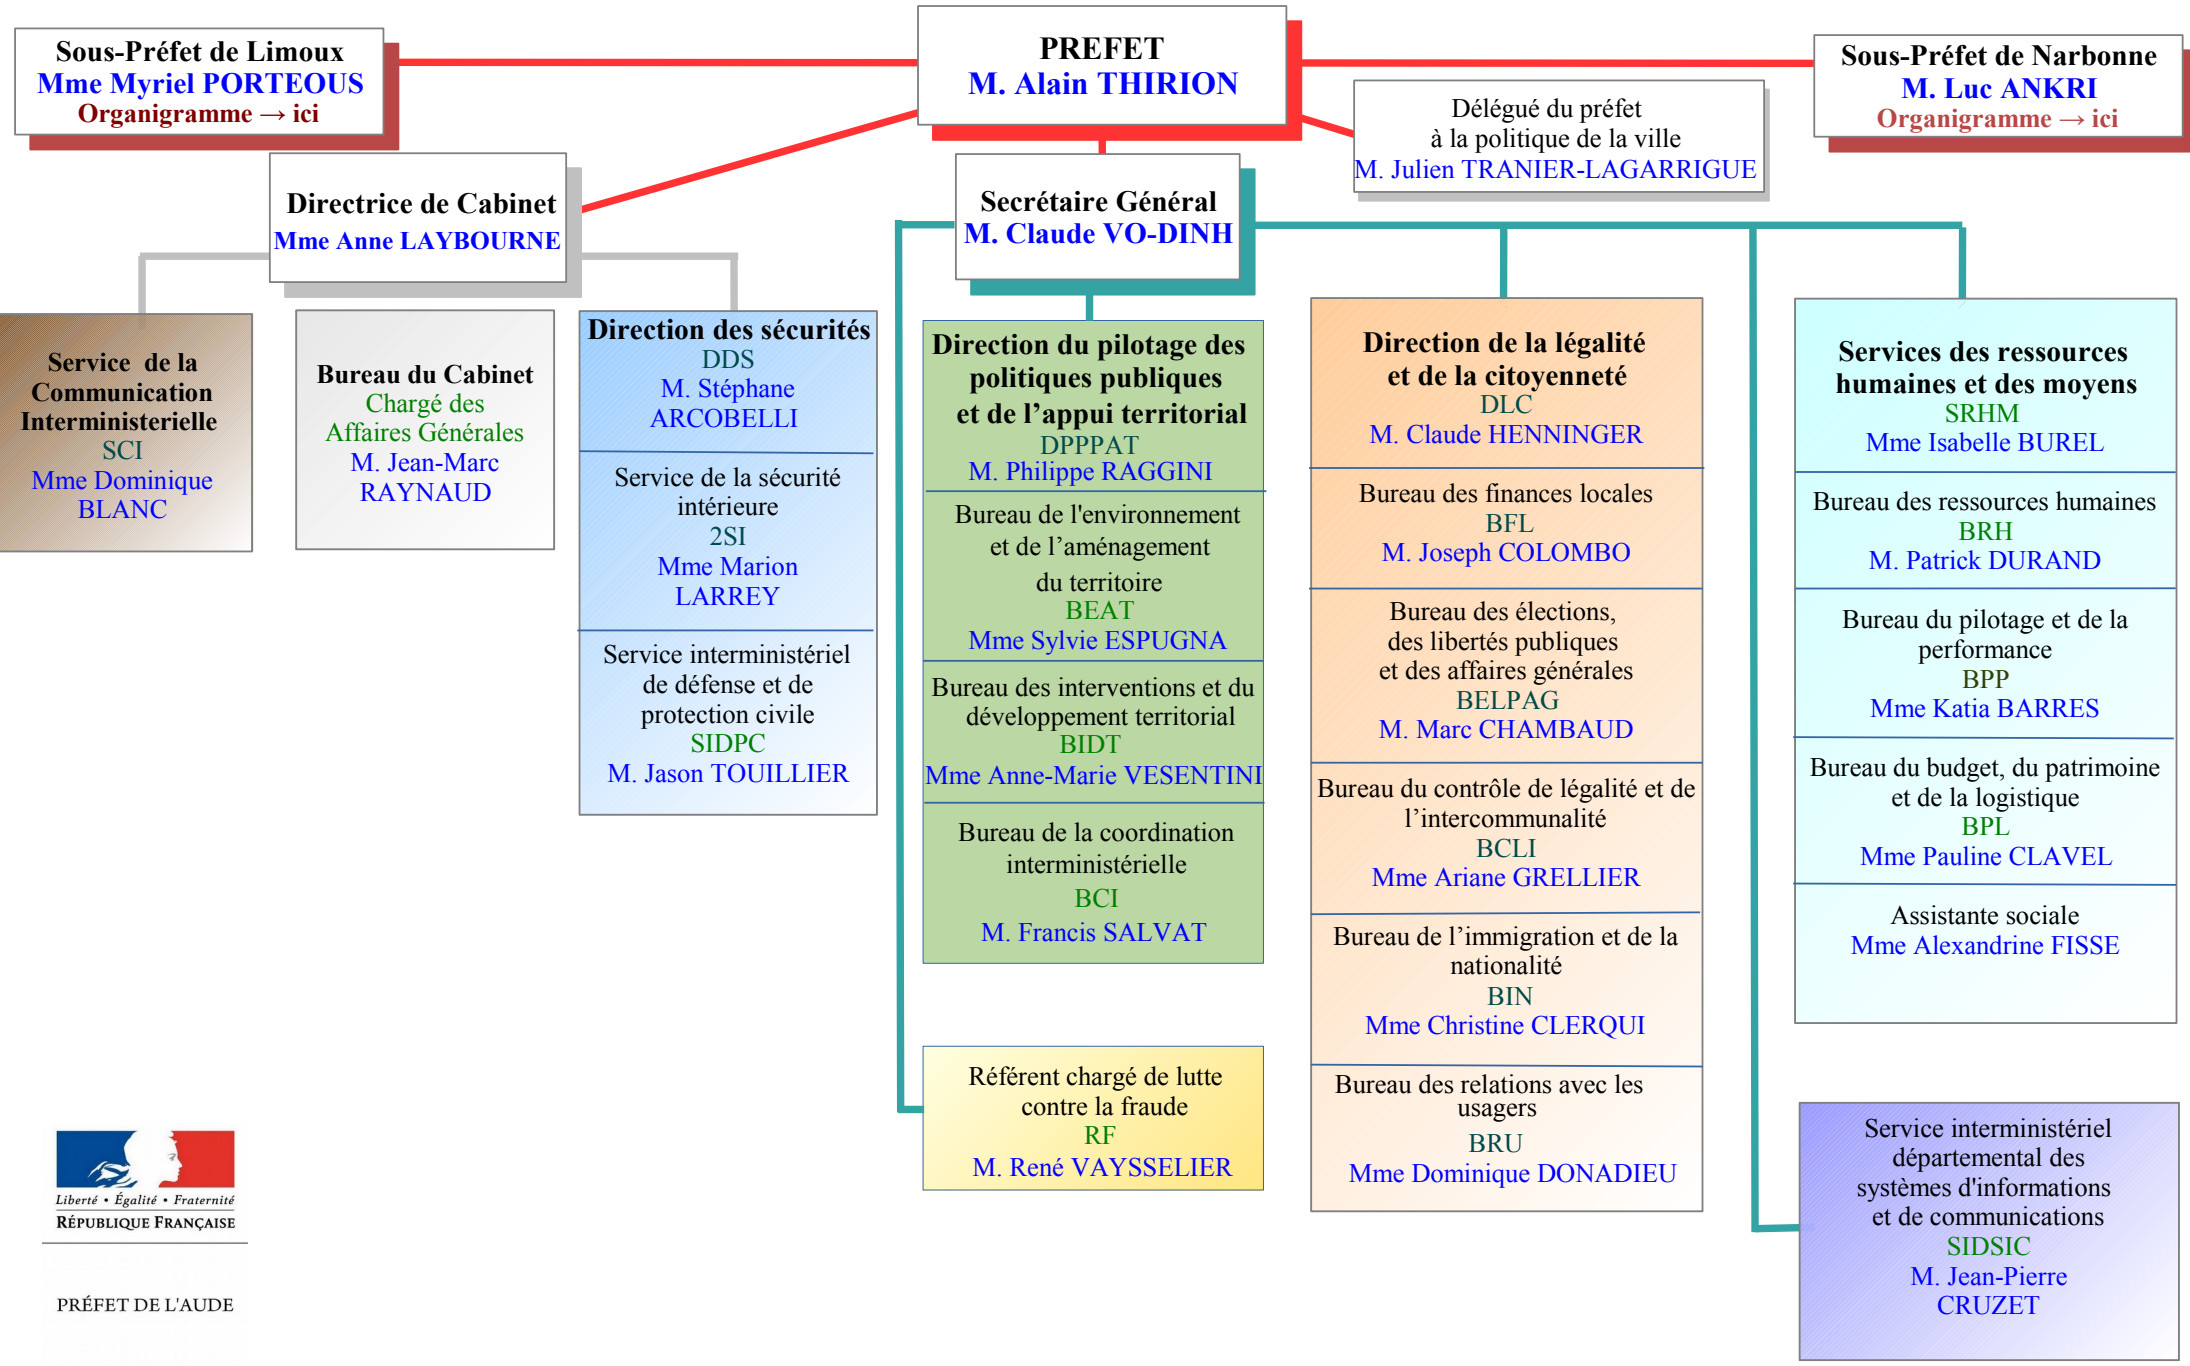 Sous-Préfet de Limoux
Mme Myriel PORTEOUS
Organigramme → ici
PREFET
M. Alain THIRION
Sous-Préfet de Narbonne
M. Luc ANKRI
Organigramme → ici
Délégué du préfet
à la politique de la ville
M. Julien TRANIER-LAGARRIGUE
Directrice de Cabinet
Mme Anne LAYBOURNE
Secrétaire Général
M. Claude VO-DINH
Service de la
Communication
Interministerielle
SCI
Mme Dominique
BLANC
Bureau du Cabinet
Chargé des
Affaires Générales
M. Jean-Marc
RAYNAUD
Direction des sécurités
DDS
M. Stéphane
ARCOBELLI
Service de la sécurité
intérieure
2SI
Mme Marion
LARREY
Service interministériel
de défense et de
protection civile
SIDPC
M. Jason TOUILLIER
Direction du pilotage des
politiques publiques
et de l’appui territorial
DPPPAT
M. Philippe RAGGINI
Bureau de l'environnement
et de l’aménagement
du territoire
BEAT
Mme Sylvie ESPUGNA
Bureau des interventions et du
développement territorial
BIDT
Mme Anne-Marie VESENTINI
Bureau de la coordination
interministérielle
BCI
M. Francis SALVAT
Référent chargé de lutte
contre la fraude
RF
M. René VAYSSELIER
Direction de la légalité
et de la citoyenneté
DLC
M. Claude HENNINGER
Bureau des finances locales
BFL
M. Joseph COLOMBO
Bureau des élections,
des libertés publiques
et des affaires générales
BELPAG
M. Marc CHAMBAUD
Bureau du contrôle de légalité et de
l’intercommunalité
BCLI
Mme Ariane GRELLIER
Bureau de l’immigration et de la
nationalité
BIN
Mme Christine CLERQUI
Bureau des relations avec les
usagers
BRU
Mme Dominique DONADIEU
Services des ressources
humaines et des moyens
SRHM
Mme Isabelle BUREL
Bureau des ressources humaines
BRH
M. Patrick DURAND
Bureau du pilotage et de la
performance
BPP
Mme Katia BARRES
Bureau du budget, du patrimoine
et de la logistique
BPL
Mme Pauline CLAVEL
Assistante sociale
Mme Alexandrine FISSE
Service interministériel
départemental des
systèmes d'informations
et de communications
SIDSIC
M. Jean-Pierre
CRUZET
Liberté • Égalité • Fraternité
RÉPUBLIQUE FRANÇAISE
PRÉFET DE L'AUDE